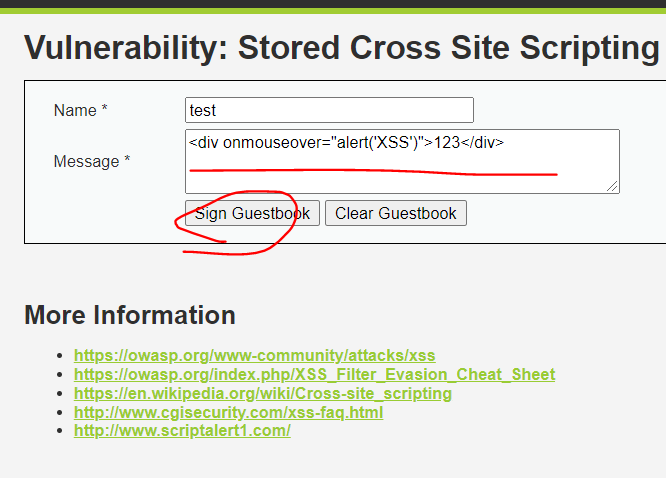 Vulnerability: Stored Cross Site Scripting
Name * test
Message * <div onmouseover="alert('XSS')">123</div>
Sign Guestbook Clear Guestbook
More Information
https://owasp.org/www-community/attacks/xss
https://owasp.org/index.php/XSS_Filter_Evasion_Cheat_Sheet
https://en.wikipedia.org/wiki/Cross-site_scripting
http://www.cgisecurity.com/xss-faq.html
http://www.scriptalert1.com/